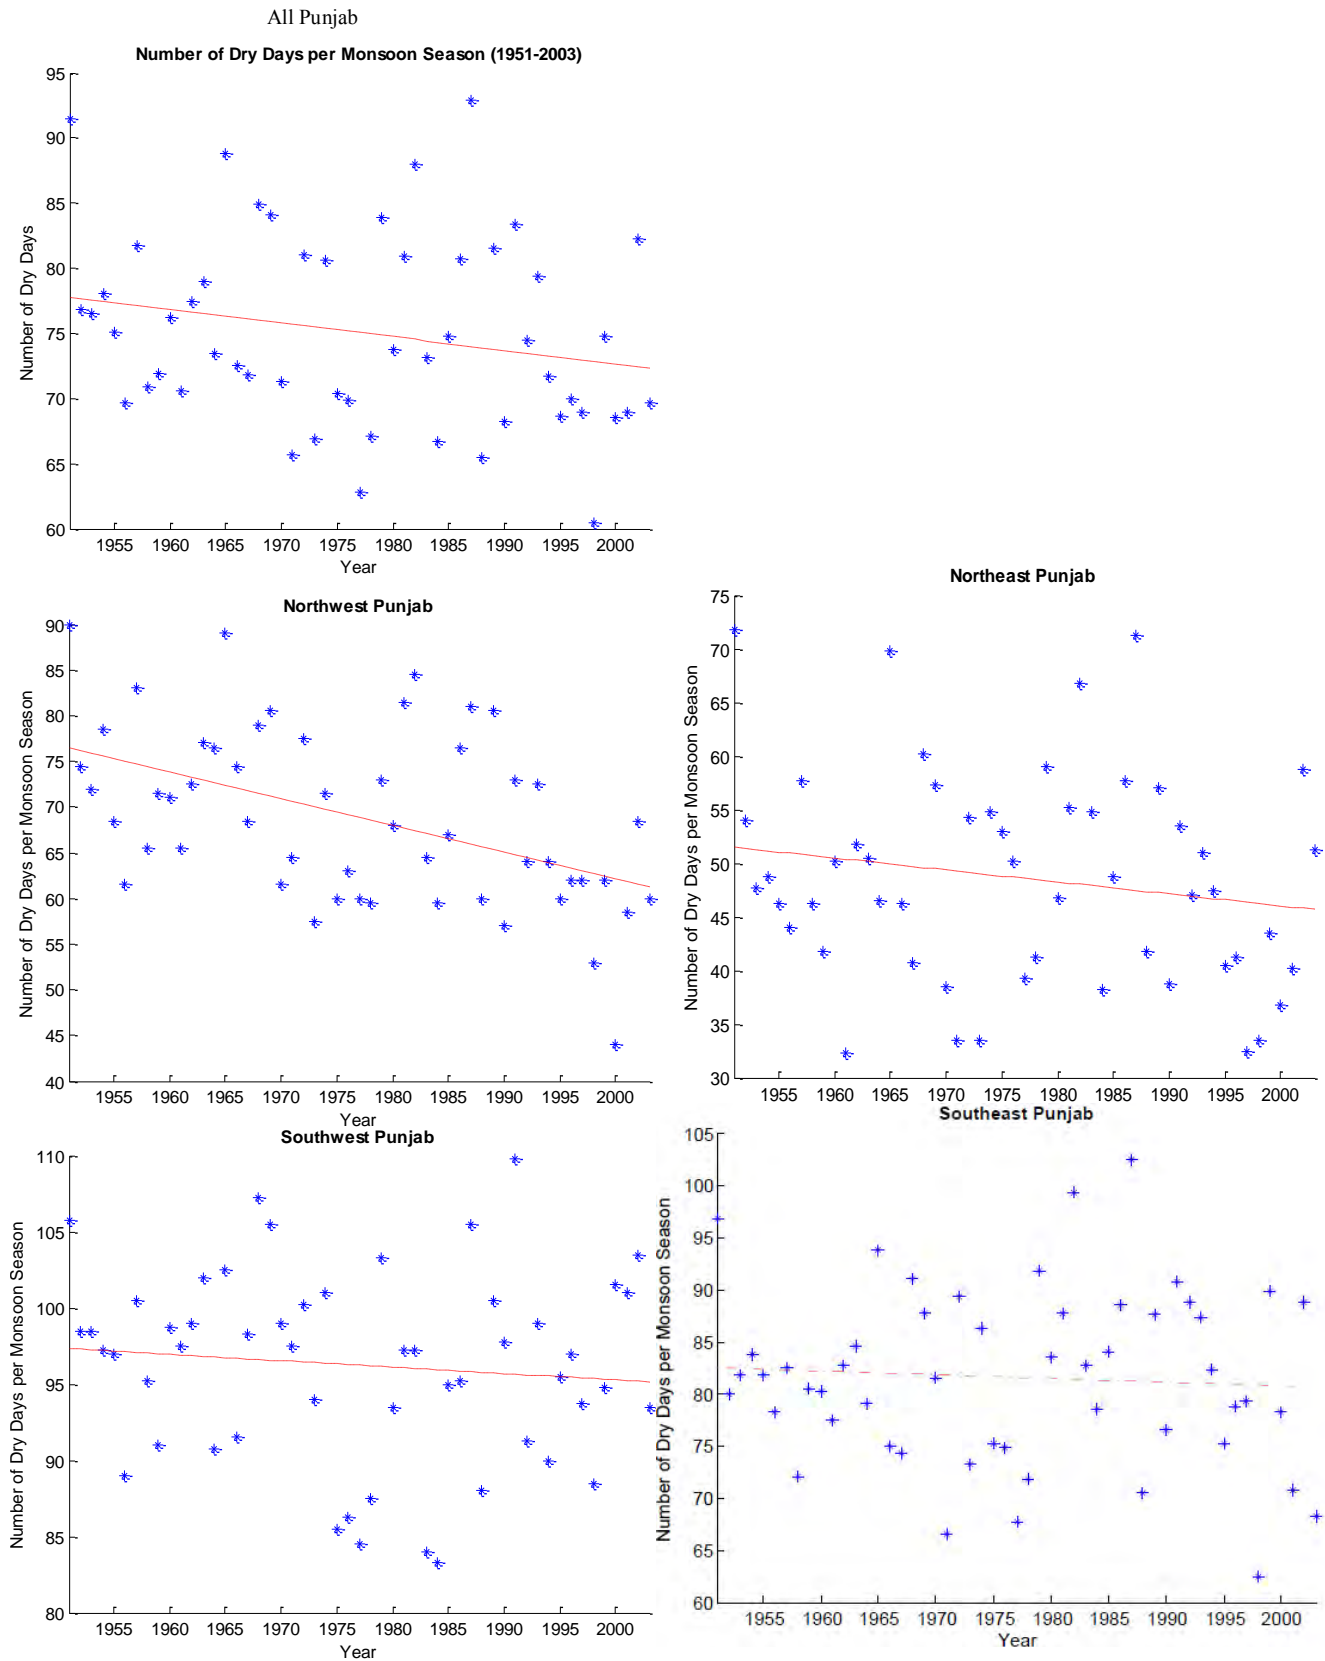 All Punjab
Number of Dry Days per Monsoon Season (1951-2003)
Number of Dry Days
95
90
85
80
75
70
65
60
1955 1960 1965 1970 1975 1980 1985 1990 1995 2000
Year
Northwest Punjab
Number of Dry Days per Monsoon Season
90
85
80
75
70
65
60
55
50
45
40
1955 1960 1965 1970 1975 1980 1985 1990 1995 2000
Year
Northeast Punjab
Number of Dry Days per Monsoon Season
75
70
65
60
55
50
45
40
35
30
1955 1960 1965 1970 1975 1980 1985 1990 1995 2000
Southwest Punjab
Number of Dry Days per Monsoon Season
110
105
100
95
90
85
80
1955 1960 1965 1970 1975 1980 1985 1990 1995 2000
Year
Southeast Punjab
Number of Dry Days per Monsoon Season
105
100
95
90
85
80
75
70
65
60
1955 1960 1965 1970 1975 1980 1985 1990 1995 2000
Year